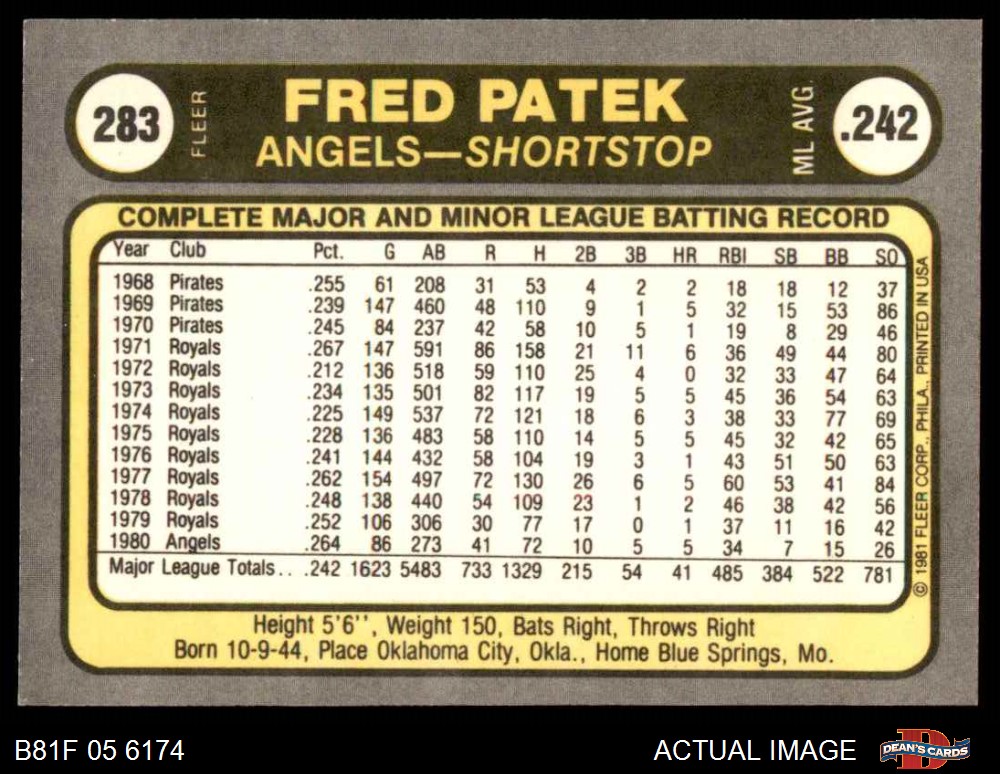 283 FLEER FRED PATEK ML AVG. .242
ANGELS—SHORTSTOP
COMPLETE MAJOR AND MINOR LEAGUE BATTING RECORD
Year Club Pct. G AB R H 2B 3B HR RBI SB BB SO
1968 Pirates .255 61 208 31 53 4 2 2 18 18 12 37
1969 Pirates .239 147 460 48 110 9 1 5 32 15 53 86
1970 Pirates .245 84 237 42 58 10 5 1 19 8 29 46
1971 Royals .267 147 591 86 158 21 11 6 36 49 44 80
1972 Royals .212 136 518 59 110 25 4 0 32 33 47 64
1973 Royals .234 135 501 82 117 19 5 5 45 36 54 63
1974 Royals .225 149 537 72 121 18 6 3 38 33 77 69
1975 Royals .228 136 483 58 110 14 5 5 45 32 42 65
1976 Royals .241 144 432 58 104 19 3 1 43 51 50 63
1977 Royals .262 154 497 72 130 26 6 5 60 53 41 84
1978 Royals .248 138 440 54 109 23 1 2 46 38 42 56
1979 Royals .252 106 306 30 77 17 0 1 37 11 16 42
1980 Angels .264 86 273 41 72 10 5 5 34 7 15 26
Major League Totals. . .242 1623 5483 733 1329 215 54 41 485 384 522 781
© 1981 FLEER CORP., PHILA., PRINTED IN USA
Height 5'6'', Weight 150, Bats Right, Throws Right
Born 10-9-44, Place Oklahoma City, Okla., Home Blue Springs, Mo.
B81F 05 6174 ACTUAL IMAGE DEAN'S CARDS